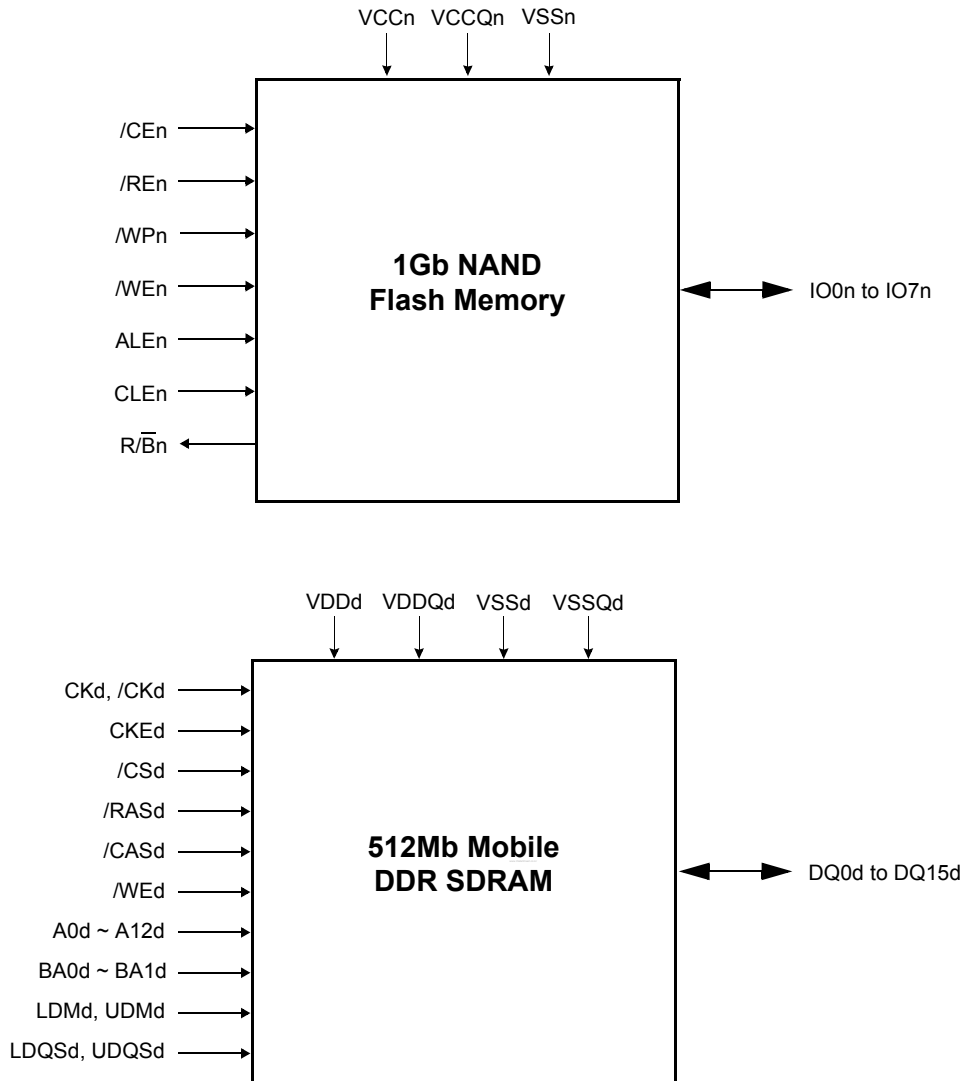 VCCn VCCQn VSSn
/CEn
/REn
/WPn
/WEn
ALEn
CLEn
R/B̅n
1Gb NAND
Flash Memory
IO0n to IO7n
VDDd VDDQd VSSd VSSQd
CKd, /CKd
CKEd
/CSd
/RASd
/CASd
/WEd
A0d ~ A12d
BA0d ~ BA1d
LDMd, UDMd
LDQSd, UDQSd
512Mb Mobile
DDR SDRAM
DQ0d to DQ15d